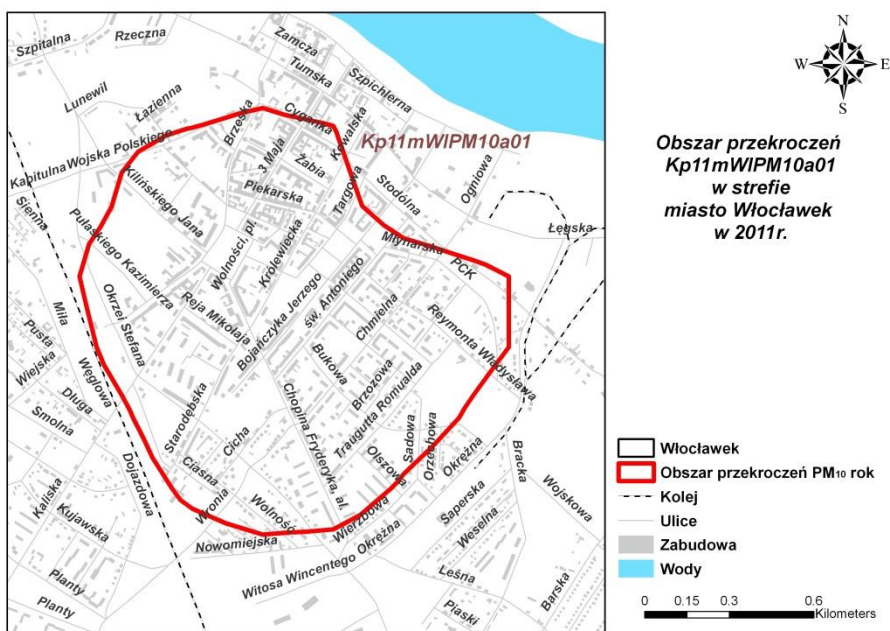 Szpitalna
Rzeczna
Zamcza
Tumska
Szpichlerna
Lunewil
Łazienna
Brzeska
Cyganka
Kowalska
Kp11mWlPM10a01
3 Maja
Żabia
Kapitulna
Wojska Polskiego
Kilińskiego Jana
Piekarska
Targowa
Stodólna
Ogniowa
Łęgska
Sienna
Pułaskiego Kazimierza
Wolności, pl.
Królewiecka
Młynarska
PCK
Okrzei Stefana
Reja Mikołaja
Bojańczyka Jerzego
św. Antoniego
Chmielna
Reymonta Władysława
Miła
Pusta
Wiejska
Węglowa
Bukowa
Brzozowa
Traugutta Romualda
Długa
Smolna
Starodębska
Cicha
Chopina Fryderyka, al.
Sadowa
Orzechowa
Okrężna
Bracka
Ciasna
Olszowa
Kaliska
Dojazdowa
Wronia
Wolność
Wierzbowa
Saperska
Wojskowa
Kujawska
Nowomiejska
Okrężna
Weselna
Witosa Wincentego
Leśna
Planty
Planty
Piaski
Barska
N
W
E
S
Obszar przekroczeń
Kp11mWlPM10a01
w strefie
miasto Włocławek
w 2011r.
Włocławek
Obszar przekroczeń PM10 rok
Kolej
Ulice
Zabudowa
Wody
0 0.15 0.3 0.6
Kilometers